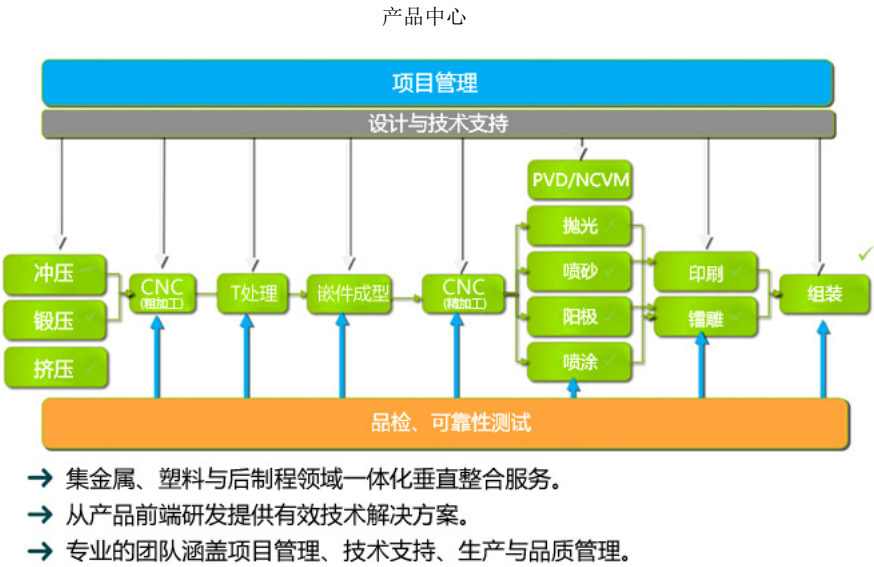 产品中心
项目管理
设计与技术支持
PVD/NCVM
抛光
冲压
喷砂
印刷
CNC
(粗加工)
T处理
嵌件成型
CNC
(精加工)
组装
锻压
阳极
镭雕
挤压
喷涂
品检、可靠性测试
集金属、塑料与后制程领域一体化垂直整合服务。
从产品前端研发提供有效技术解决方案。
专业的团队涵盖项目管理、技术支持、生产与品质管理。